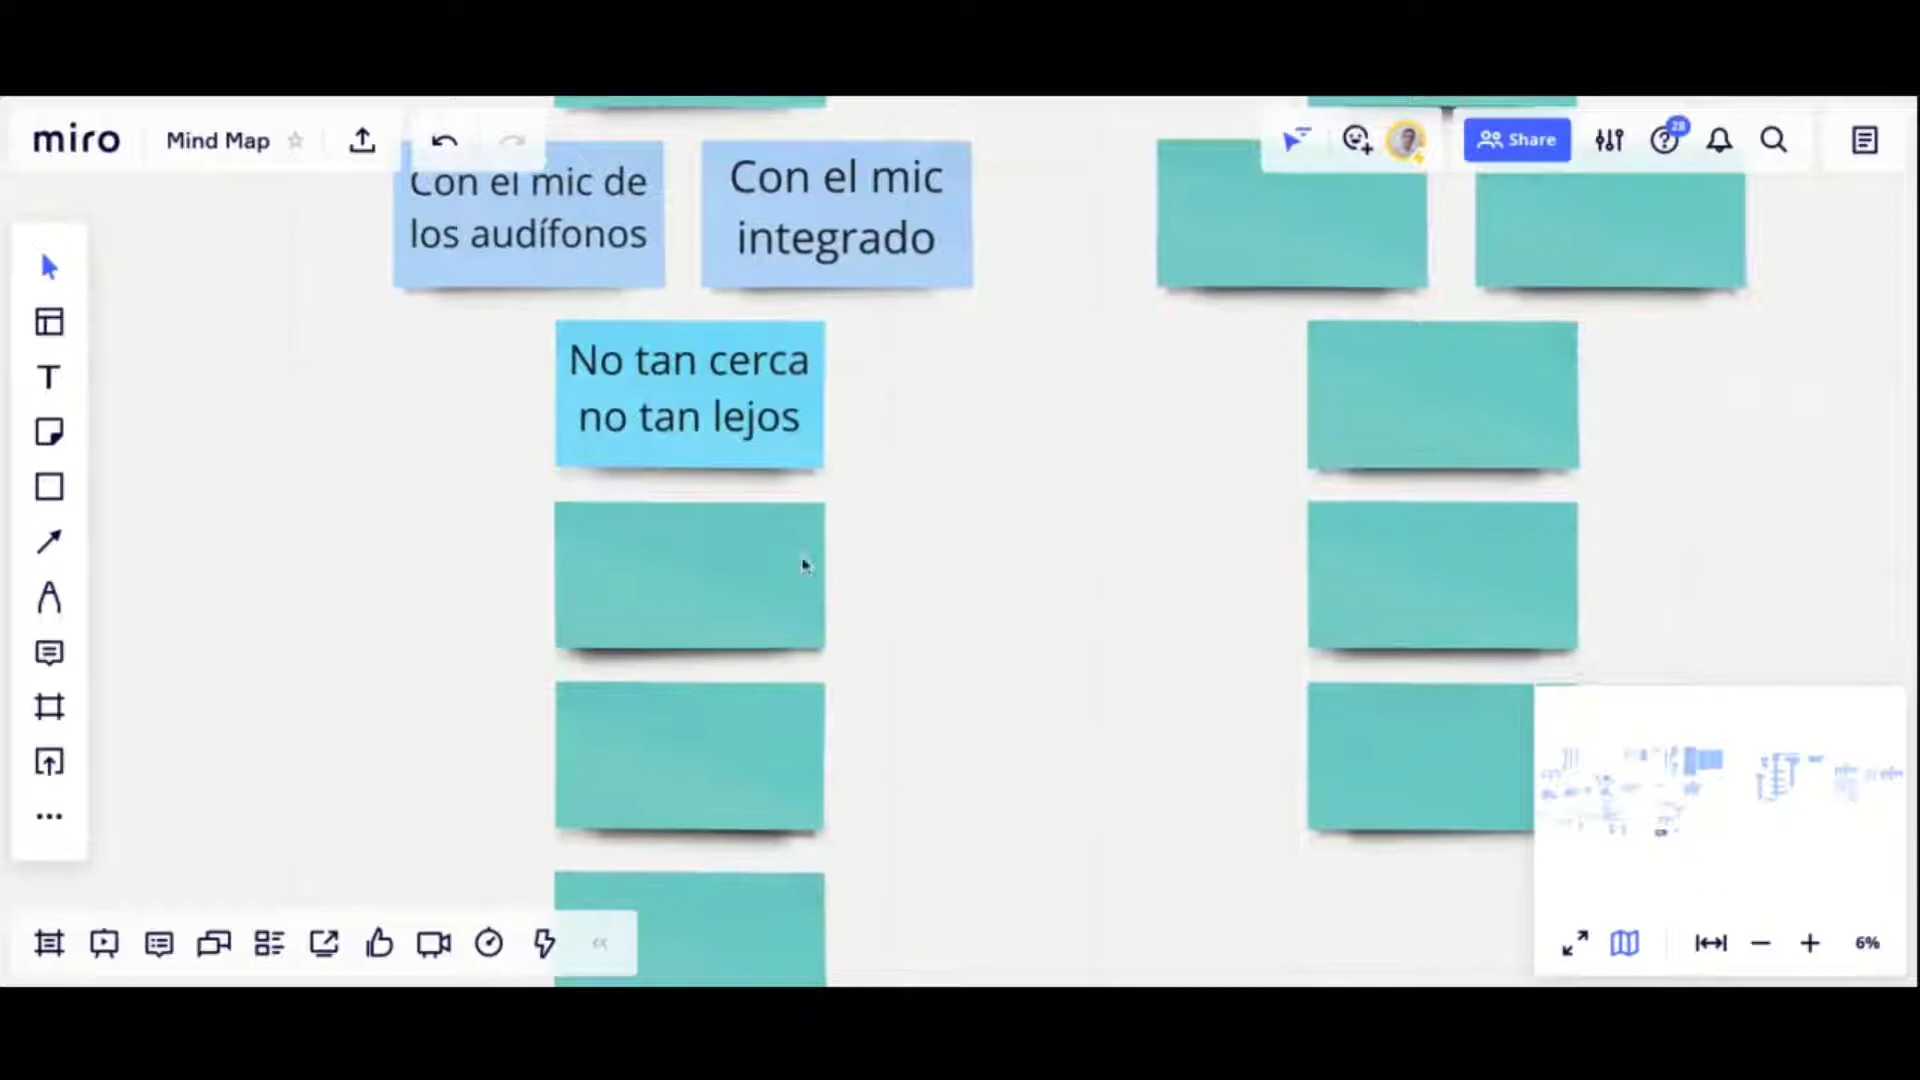 miro
Mind Map
Share
28
Con el mic de
los audífonos
Con el mic
integrado
No tan cerca
no tan lejos
6%